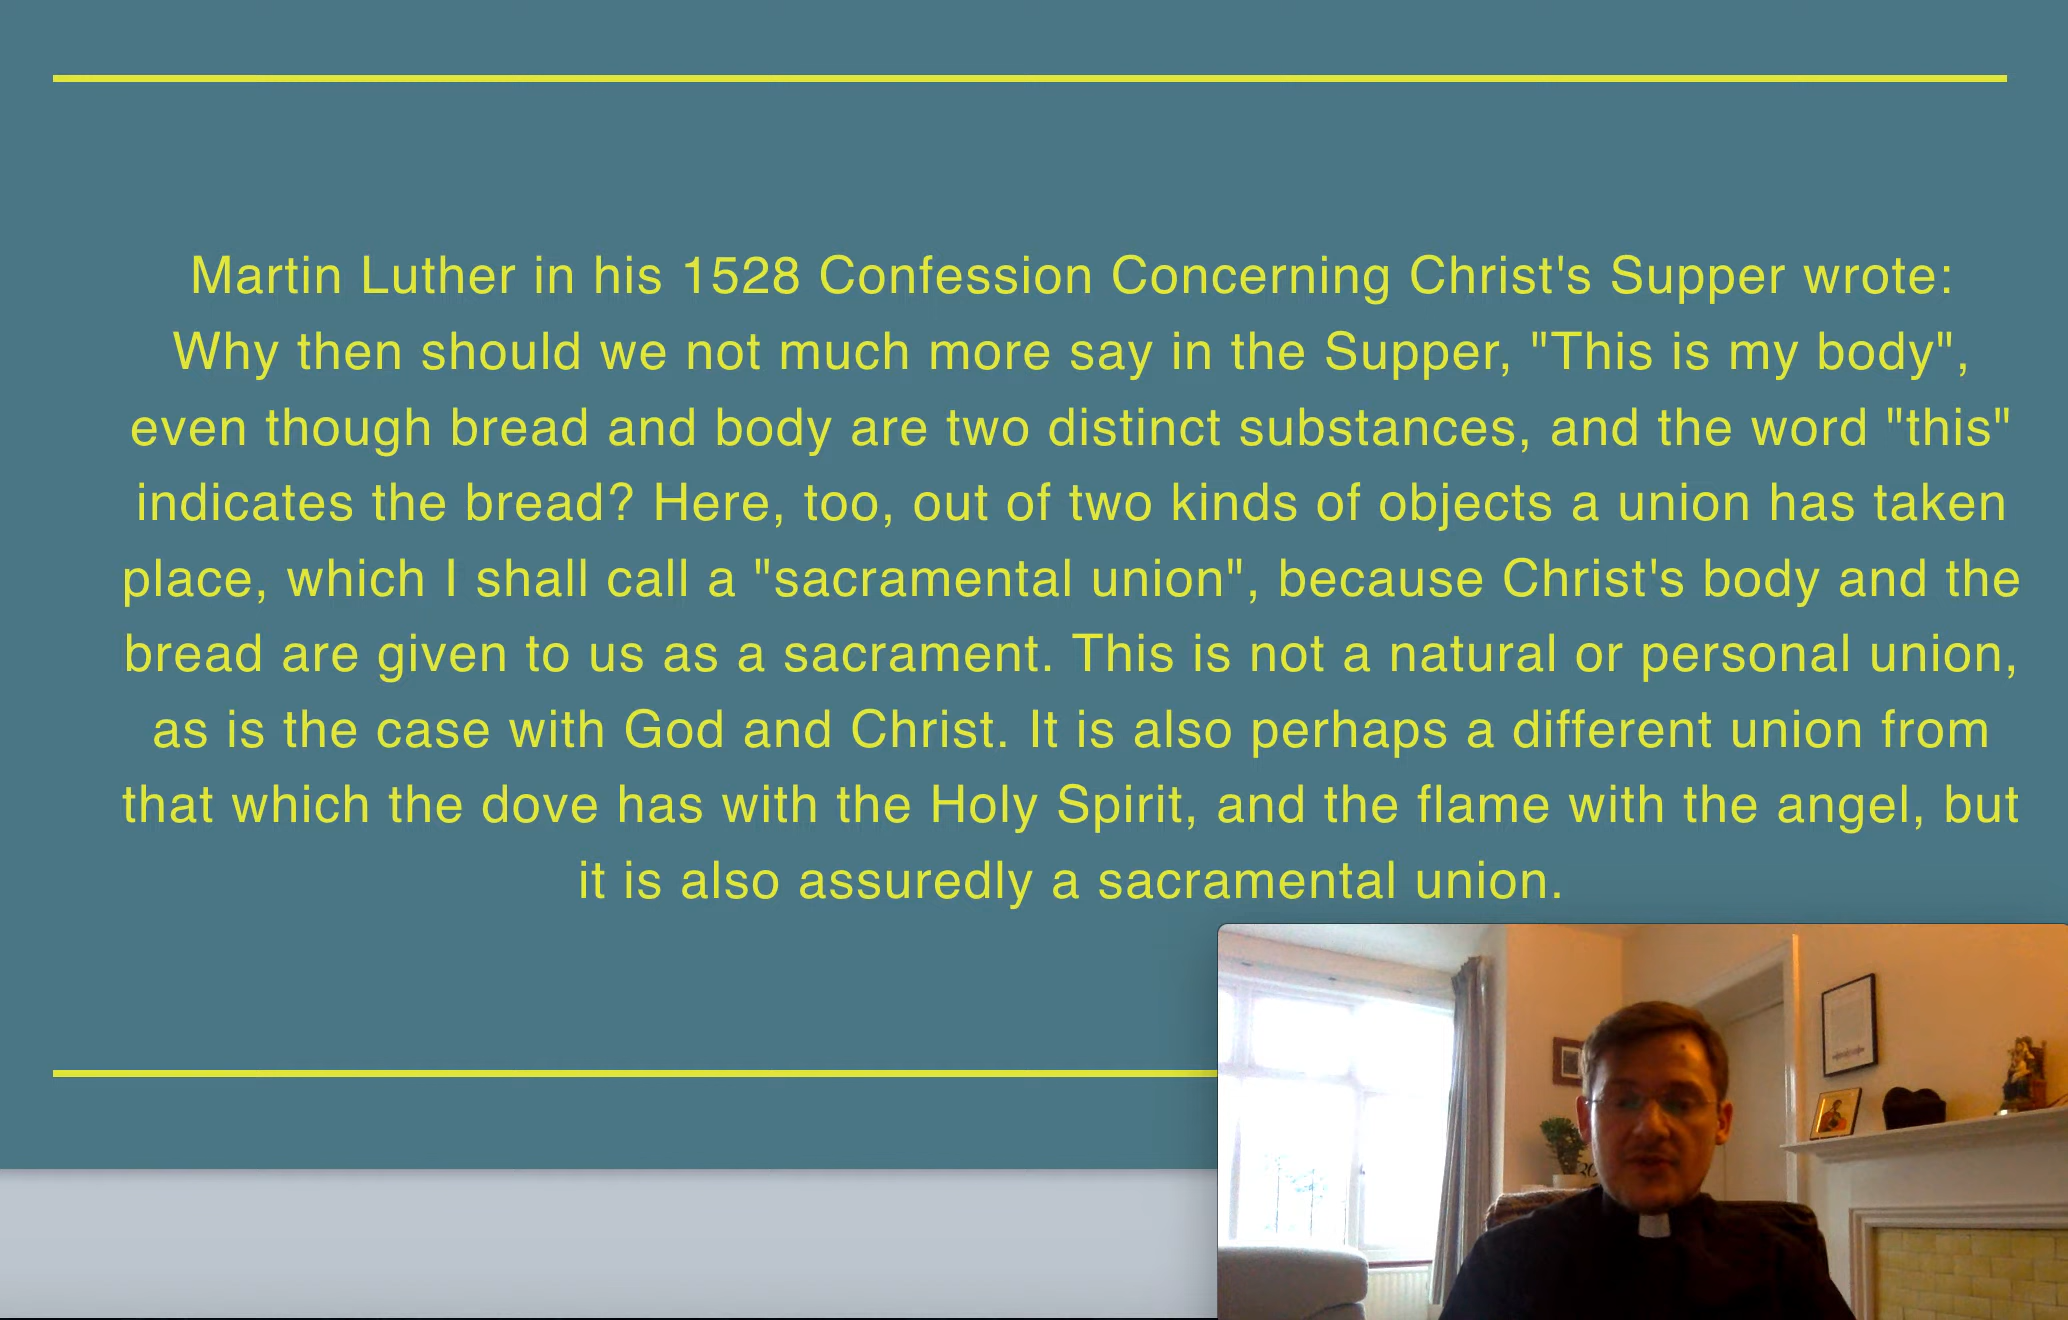 Martin Luther in his 1528 Confession Concerning Christ's Supper wrote:
Why then should we not much more say in the Supper, "This is my body",
even though bread and body are two distinct substances, and the word "this"
indicates the bread? Here, too, out of two kinds of objects a union has taken
place, which I shall call a "sacramental union", because Christ's body and the
bread are given to us as a sacrament. This is not a natural or personal union,
as is the case with God and Christ. It is also perhaps a different union from
that which the dove has with the Holy Spirit, and the flame with the angel, but
it is also assuredly a sacramental union.